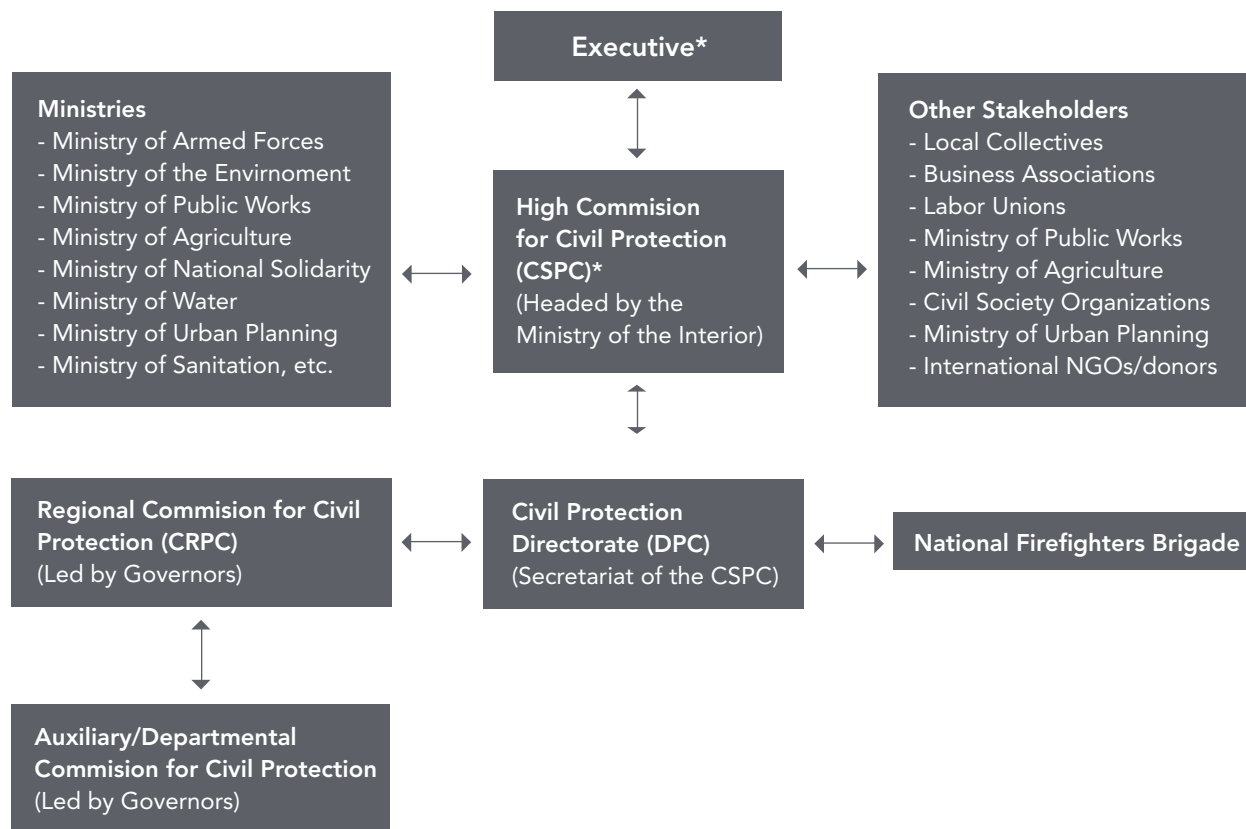 Executive*
Ministries
- Ministry of Armed Forces
- Ministry of the Envirnoment
- Ministry of Public Works
- Ministry of Agriculture
- Ministry of National Solidarity
- Ministry of Water
- Ministry of Urban Planning
- Ministry of Sanitation, etc.
High Commision
for Civil Protection
(CSPC)*
(Headed by the
Ministry of the Interior)
Other Stakeholders
- Local Collectives
- Business Associations
- Labor Unions
- Ministry of Public Works
- Ministry of Agriculture
- Civil Society Organizations
- Ministry of Urban Planning
- International NGOs/donors
Regional Commision for Civil
Protection (CRPC)
(Led by Governors)
Civil Protection
Directorate (DPC)
(Secretariat of the CSPC)
National Firefighters Brigade
Auxiliary/Departmental
Commision for Civil Protection
(Led by Governors)